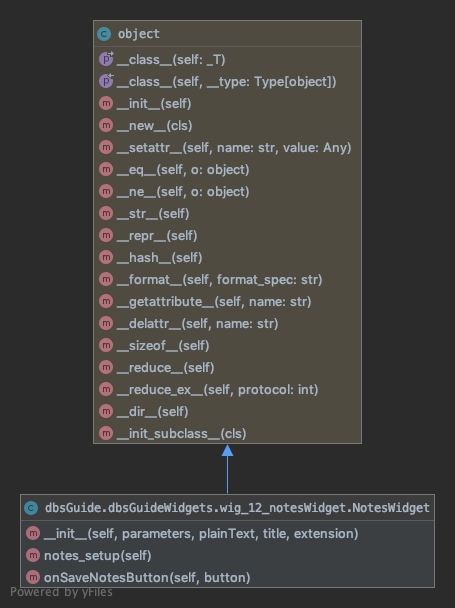 object
__class__(self: _T)
__class__(self, __type: Type[object])
__init__(self)
__new__(cls)
__setattr__(self, name: str, value: Any)
__eq__(self, o: object)
__ne__(self, o: object)
__str__(self)
__repr__(self)
__hash__(self)
__format__(self, format_spec: str)
__getattribute__(self, name: str)
__delattr__(self, name: str)
__sizeof__(self)
__reduce__(self)
__reduce_ex__(self, protocol: int)
__dir__(self)
__init_subclass__(cls)
dbsGuide.dbsGuideWidgets.wig_12_notesWidget.NotesWidget
__init__(self, parameters, plainText, title, extension)
notes_setup(self)
onSaveNotesButton(self, button)
Powered by yFiles